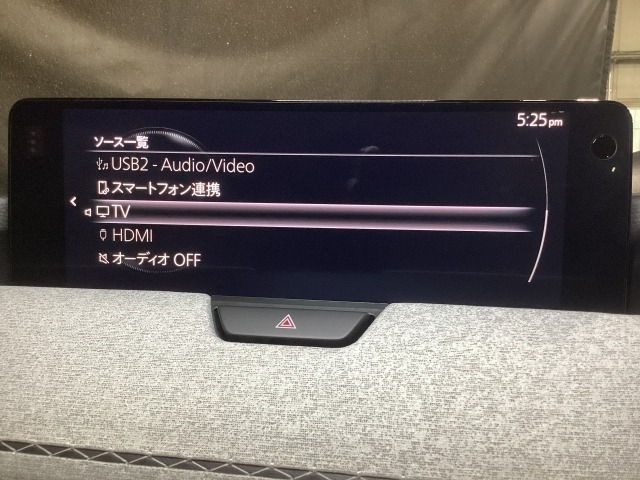 5:25pm
ソース一覧
USB2 - Audio/Video
スマートフォン連携
TV
HDMI
オーディオ OFF